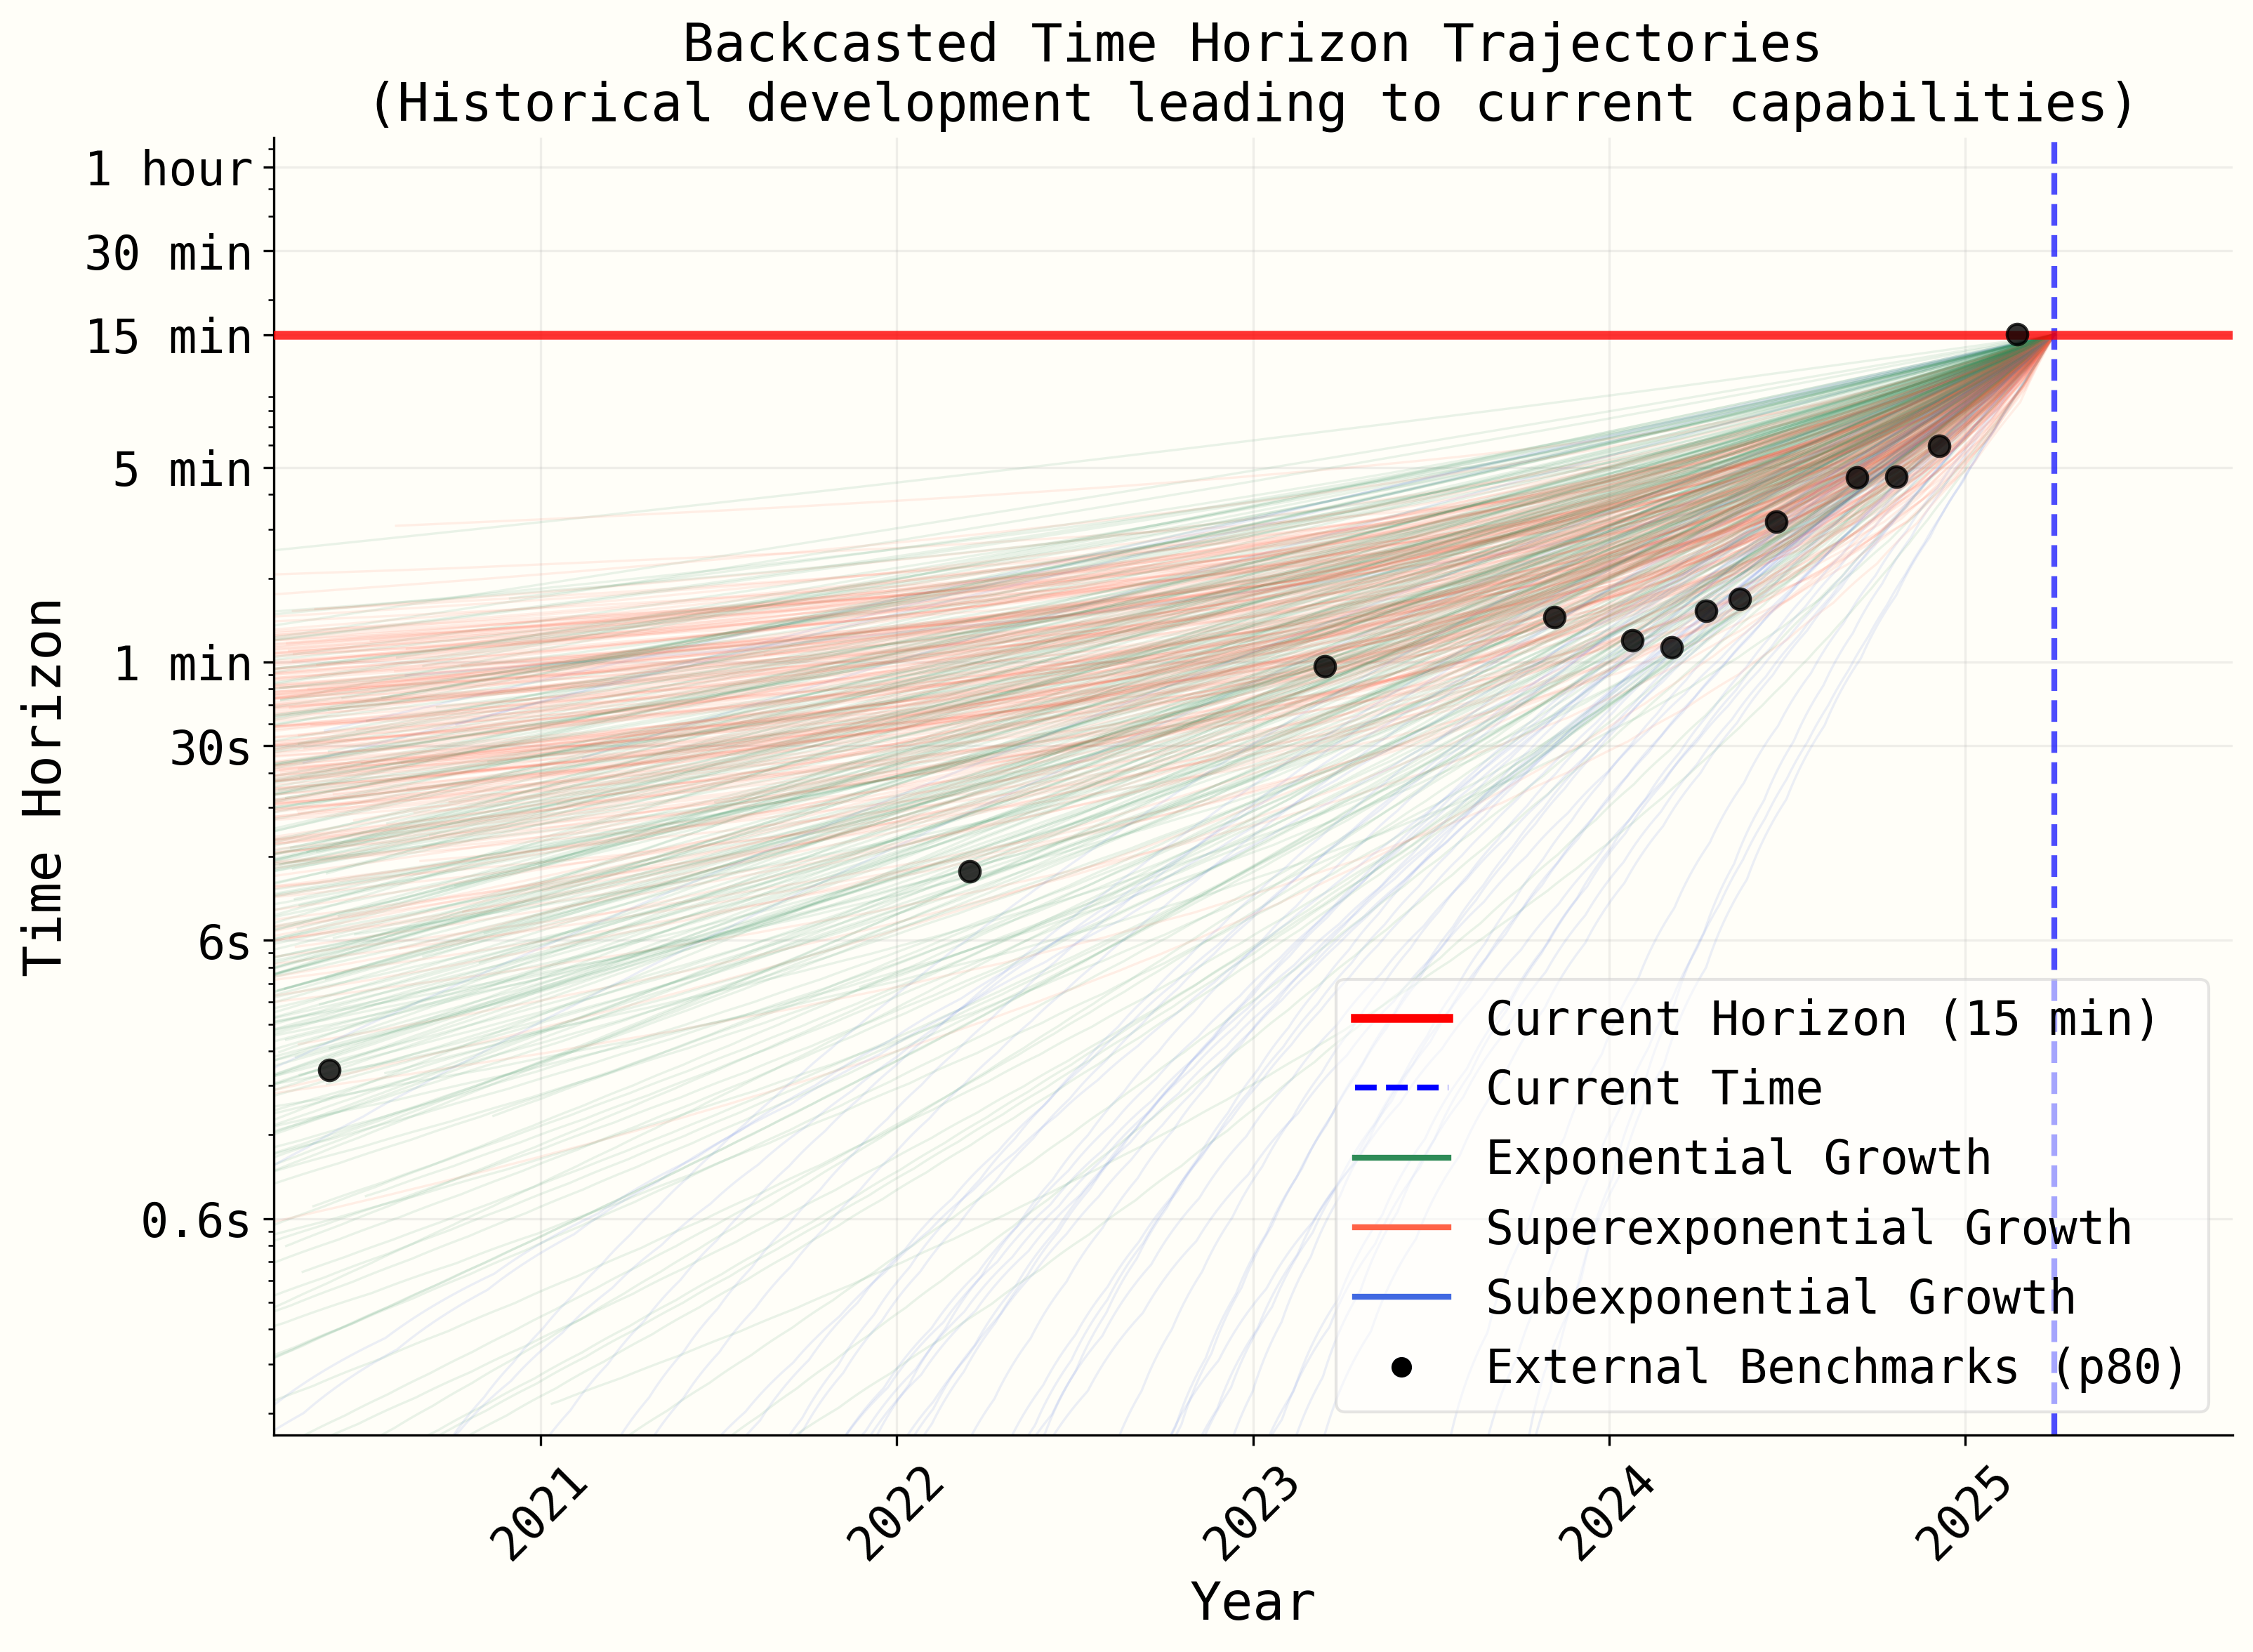 Backcasted Time Horizon Trajectories
(Historical development leading to current capabilities)
Time Horizon
1 hour
30 min
15 min
5 min
1 min
30s
6s
0.6s
Current Horizon (15 min)
Current Time
Exponential Growth
Superexponential Growth
Subexponential Growth
External Benchmarks (p80)
2021
2022
2023
2024
2025
Year